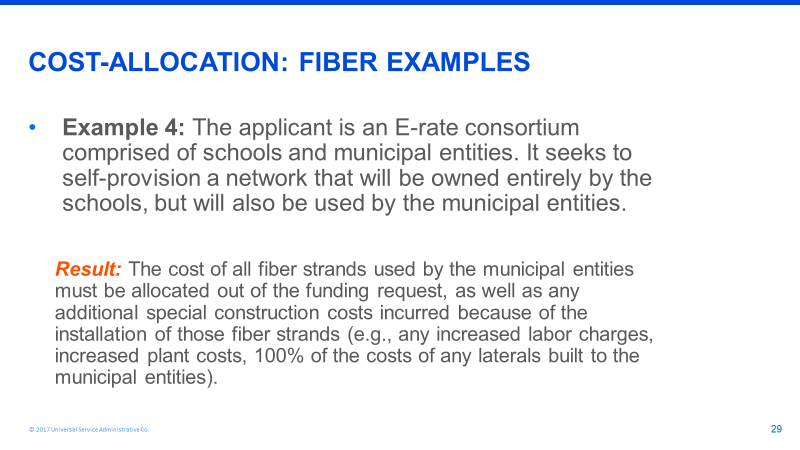 COST-ALLOCATION: FIBER EXAMPLES
• Example 4: The applicant is an E-rate consortium
comprised of schools and municipal entities. It seeks to
self-provision a network that will be owned entirely by the
schools, but will also be used by the municipal entities.
Result: The cost of all fiber strands used by the municipal entities
must be allocated out of the funding request, as well as any
additional special construction costs incurred because of the
installation of those fiber strands (e.g., any increased labor charges,
increased plant costs, 100% of the costs of any laterals built to the
municipal entities).
© 2017 Universal Service Administrative Co.
29